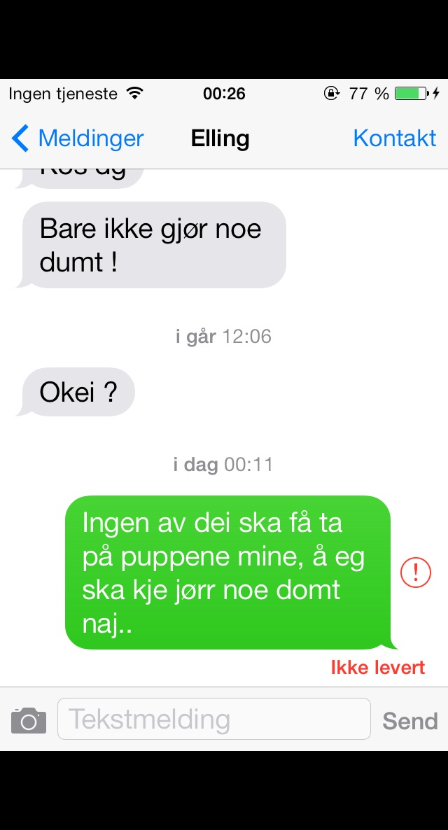 Ingen tjeneste 00:26 77 %
Meldinger Elling Kontakt
Kos dg
Bare ikke gjør noe
dumt !
i går 12:06
Okei ?
i dag 00:11
Ingen av dei ska få ta
på puppene mine, å eg
ska kje jørr noe domt
naj..
!
Ikke levert
Tekstmelding Send